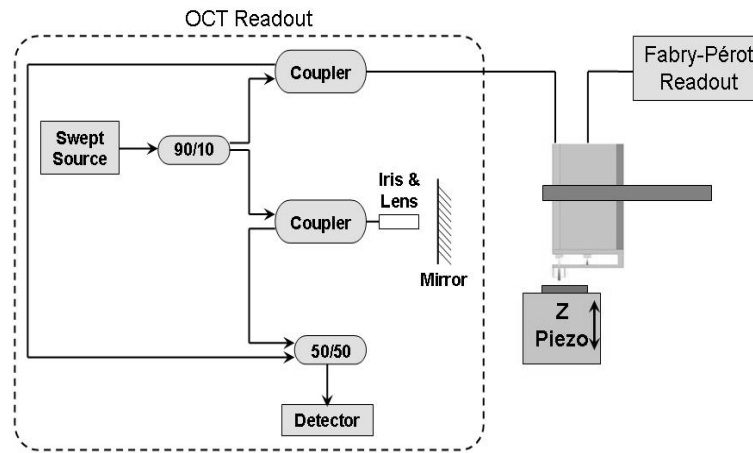 OCT Readout
Coupler
Fabry-Pérot
Readout
Swept
Source
90/10
Iris &
Lens
Coupler
Mirror
Z
Piezo
50/50
Detector